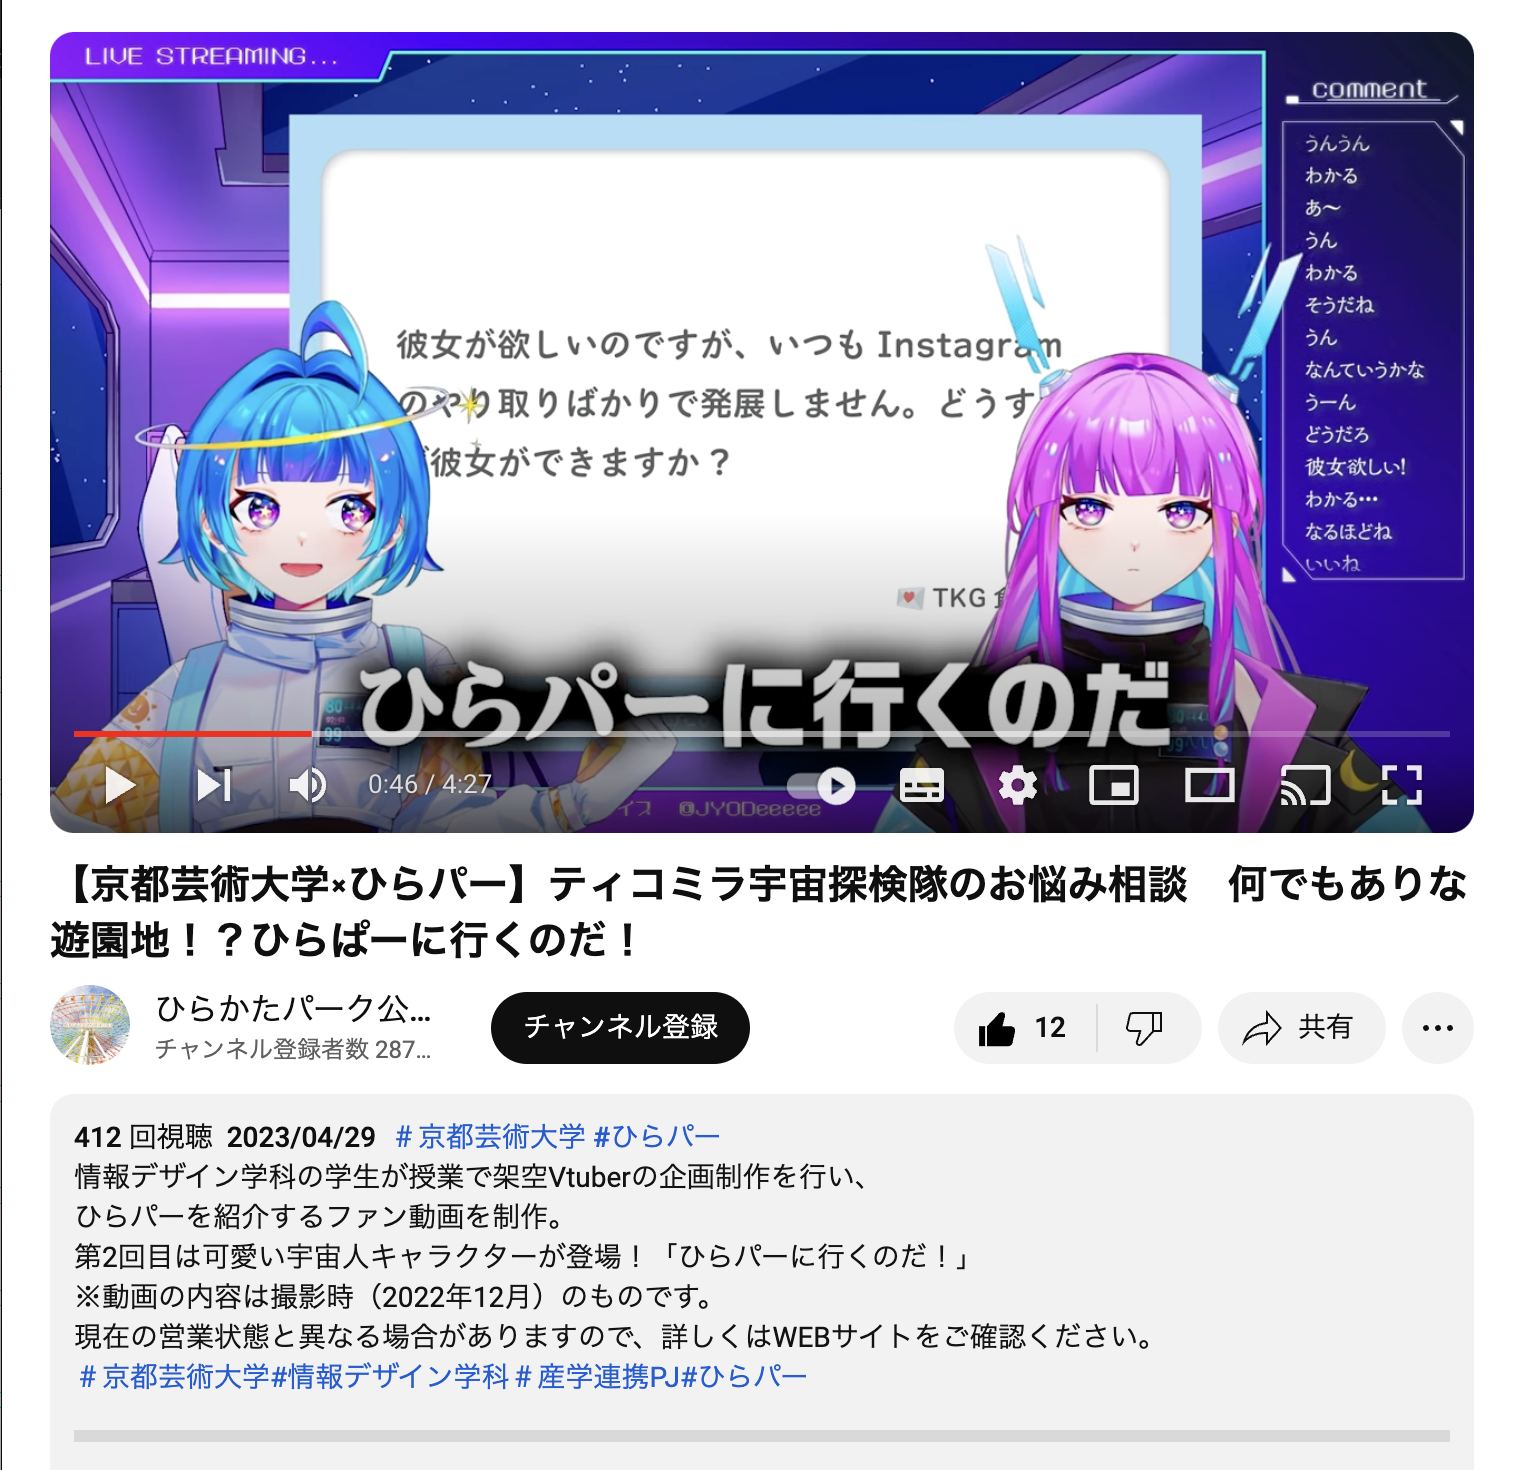 LIVE STREAMING...
comment
うんうん
わかる
あ～
うん
わかる
そうだね
うん
なんていうかな
うーん
どうだろ
彼女欲しい!
わかる…
なるほどね
いいね
彼女が欲しいのですが、いつも Instagram
のやり取りばかりで発展しません。どうす
彼女ができますか？
TKG
ひらパーに行くのだ
0:46 / 4:27
イス @JYODeeeee
【京都芸術大学×ひらパー】ティコミラ宇宙探検隊のお悩み相談　何でもありな
遊園地！？ひらぱーに行くのだ！
ひらかたパーク公...
チャンネル登録者数 287...
チャンネル登録
12
共有
412 回視聴 2023/04/29 ＃京都芸術大学 #ひらパー
情報デザイン学科の学生が授業で架空Vtuberの企画制作を行い、
ひらパーを紹介するファン動画を制作。
第2回目は可愛い宇宙人キャラクターが登場！「ひらパーに行くのだ！」
※動画の内容は撮影時（2022年12月）のものです。
現在の営業状態と異なる場合がありますので、詳しくはWEBサイトをご確認ください。
＃京都芸術大学#情報デザイン学科＃産学連携PJ#ひらパー